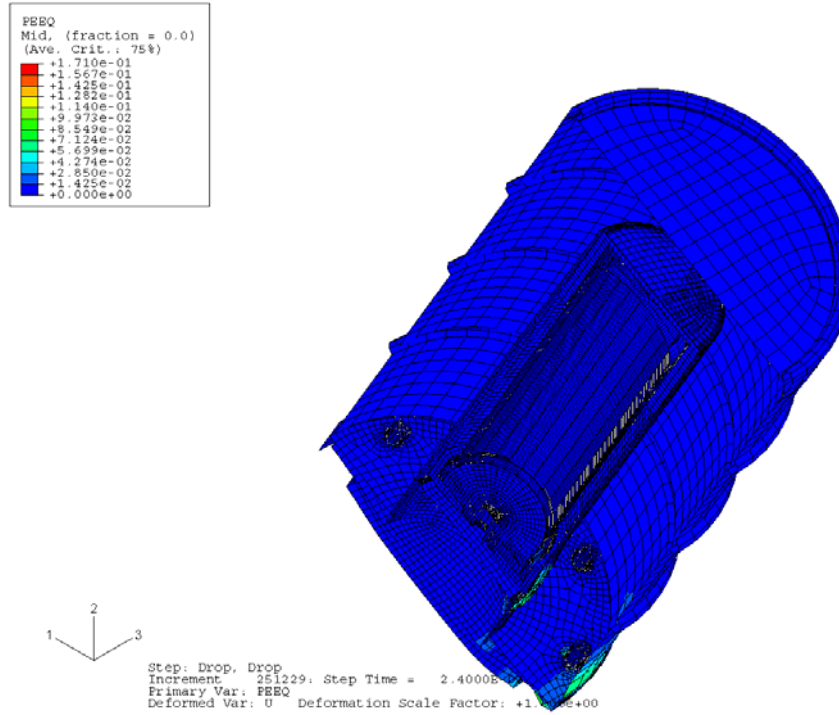 PEEQ
Mid, (fraction = 0.0)
(Ave. Crit.: 75%)
+1.710e-01
+1.567e-01
+1.425e-01
+1.282e-01
+1.140e-01
+9.973e-02
+8.549e-02
+7.124e-02
+5.699e-02
+4.274e-02
+2.850e-02
+1.425e-02
+0.000e+00
2
1
3
Step: Drop, Drop
Increment 251229: Step Time = 2.4000E
Primary Var: PEEQ
Deformed Var: U Deformation Scale Factor: